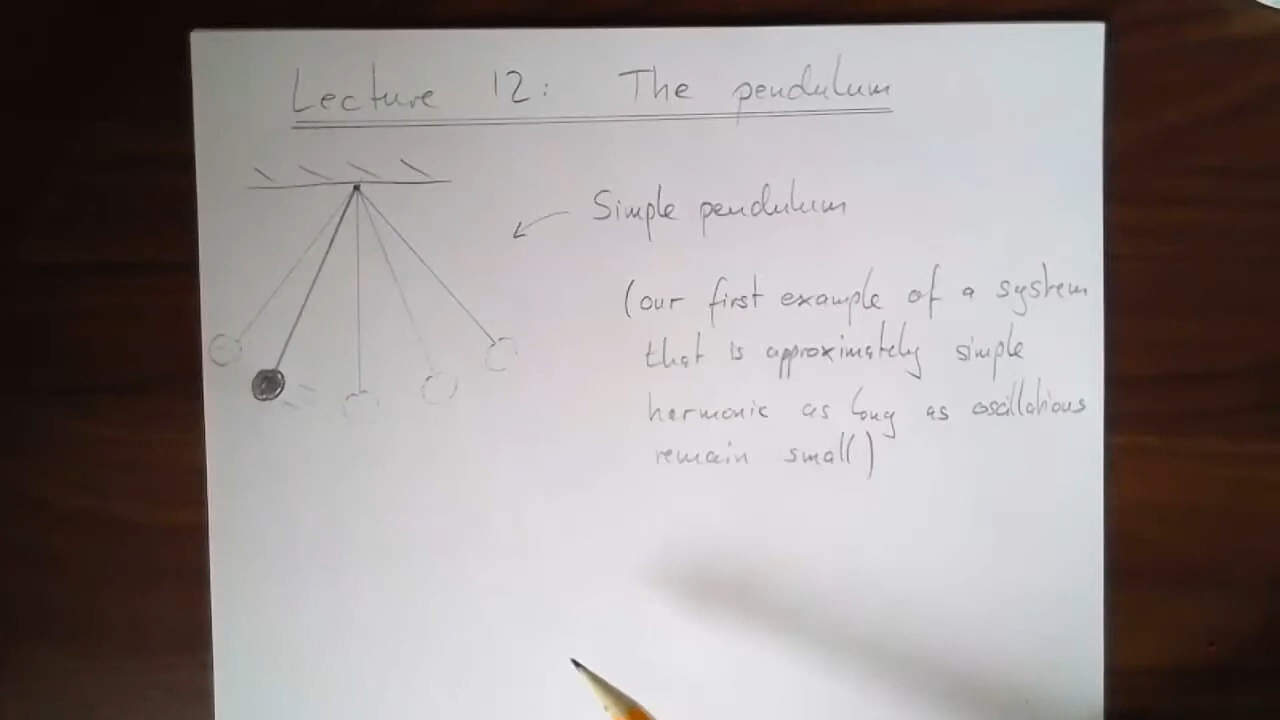 Lecture 12: The pendulum
Simple pendulum
(our first example of a system
that is approximately simple
harmonic as long as oscillations
remain small)